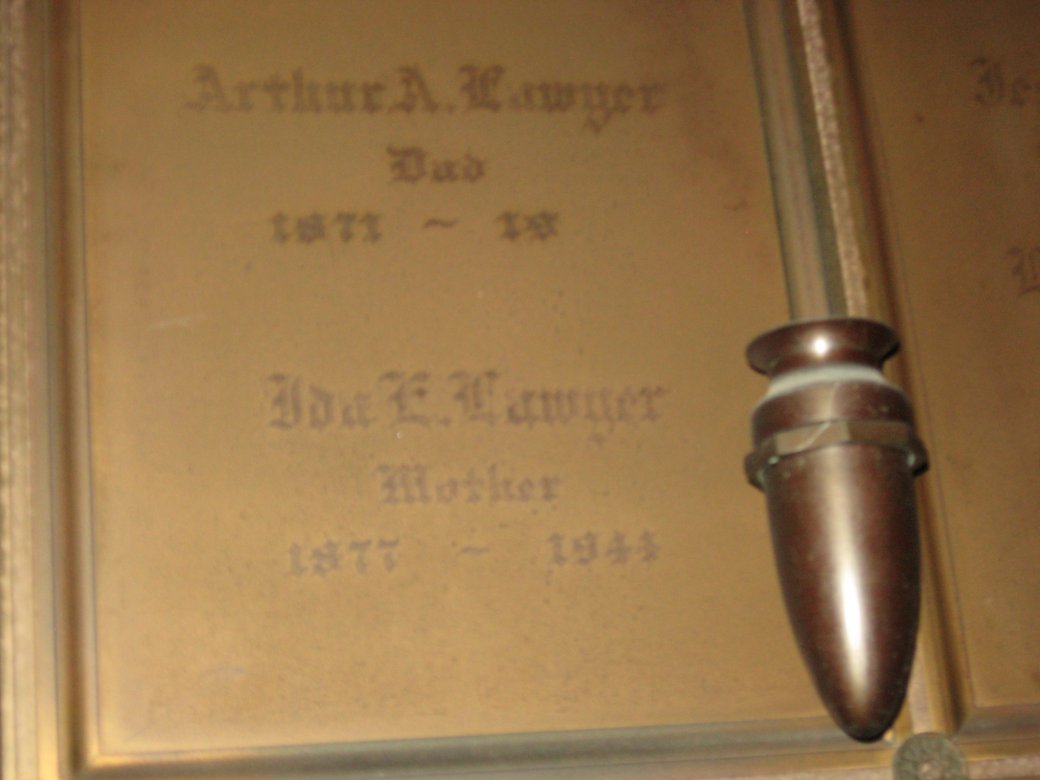 Arthur A. Lawyer
Dad
1871 ~ 19
Ida E. Lawyer
Mother
1877 ~ 1944